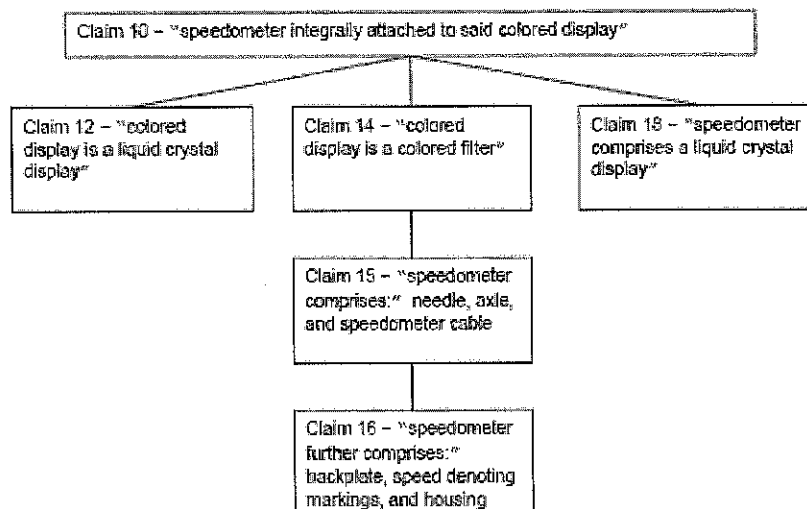 Claim 10 – "speedometer integrally attached to said colored display"
Claim 12 – "colored
display is a liquid crystal
display"
Claim 14 – "colored
display is a colored filter"
Claim 18 – "speedometer
comprises a liquid crystal
display"
Claim 15 – "speedometer
comprises:" needle, axle,
and speedometer cable
Claim 16 – "speedometer
further comprises:"
backplate, speed denoting
markings, and housing